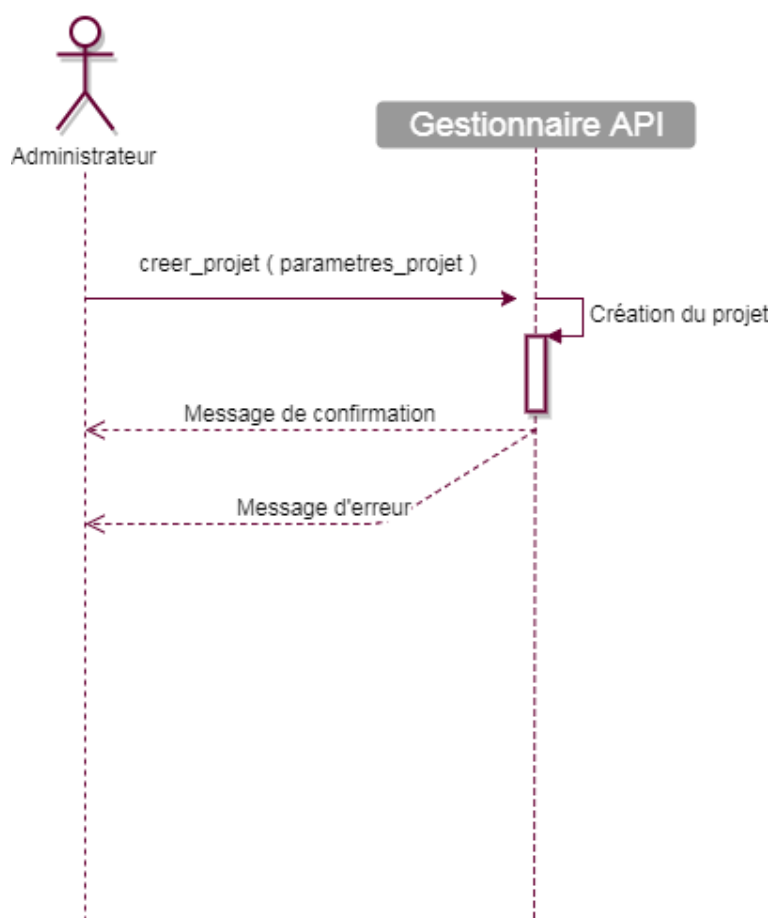 Gestionnaire API
Administrateur
creer_projet ( parametres_projet )
Création du projet
Message de confirmation
Message d'erreur